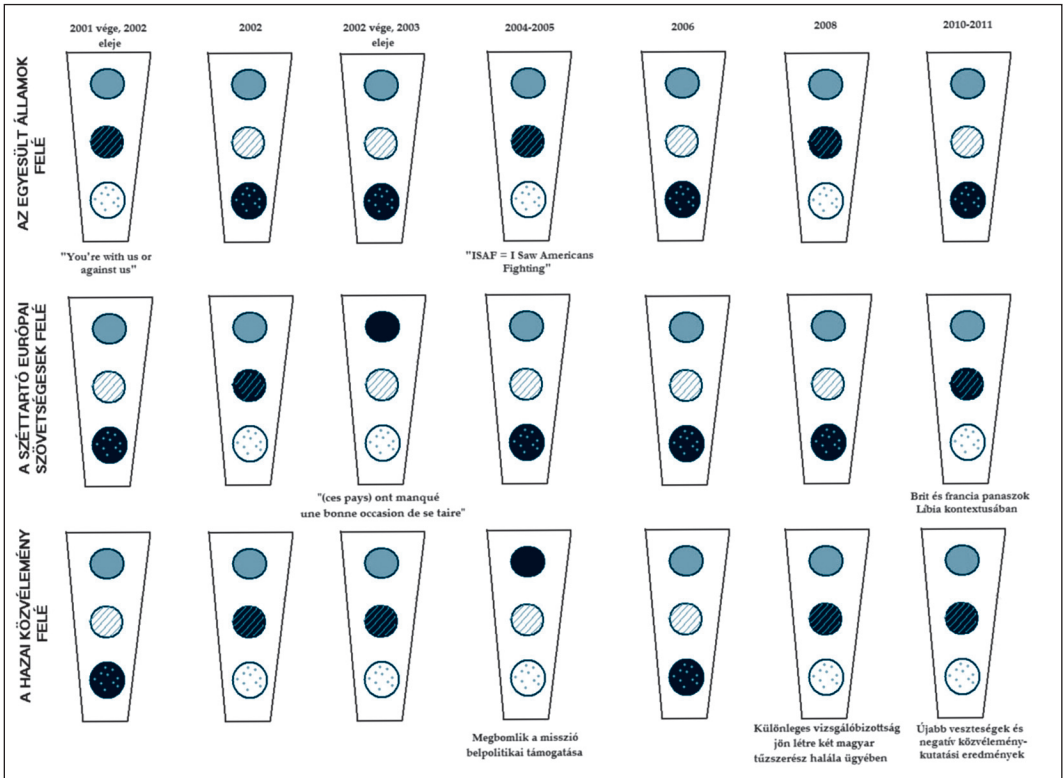 2001 vége, 2002
eleje
2002
2002 vége, 2003
eleje
2004-2005
2006
2008
2010-2011
AZ EGYESÜLT ÁLLAMOK
FELÉ
"You're with us or
against us"
"ISAF = I Saw Americans
Fighting"
A SZÉTTARTÓ EURÓPAI
SZÖVETSÉGESEK FELÉ
"(ces pays) ont manqué
une bonne occasion de se taire"
Brit és francia panaszok
Líbia kontextusában
A HAZAI KÖZVÉLEMÉNY
FELÉ
Megbomlik a misszió
belpolitikai támogatása
Különleges vizsgálóbizottság
jön létre két magyar
tűzszerész halála ügyében
Újabb veszteségek és
negatív közvélemény-
kutatási eredmények